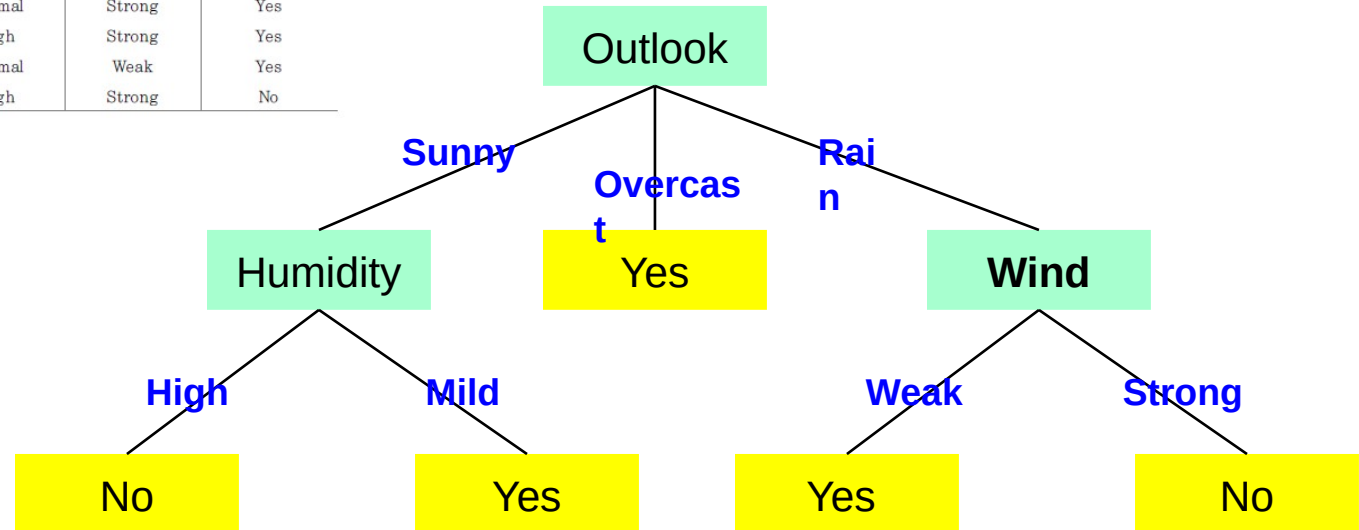 Strong Yes
Strong Yes
Weak Yes
Strong No
Outlook
Sunny
Overcas
t
Rai
n
Humidity
Yes
Wind
High
Mild
Weak
Strong
No
Yes
Yes
No